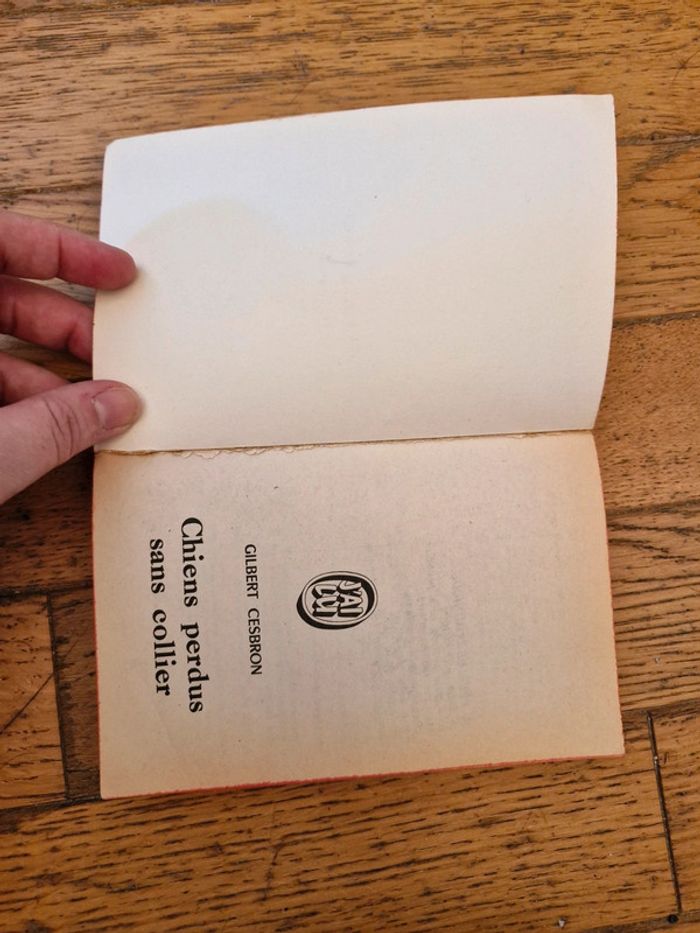 J'AI
LU
GILBERT CESBRON
Chiens perdus
sans collier